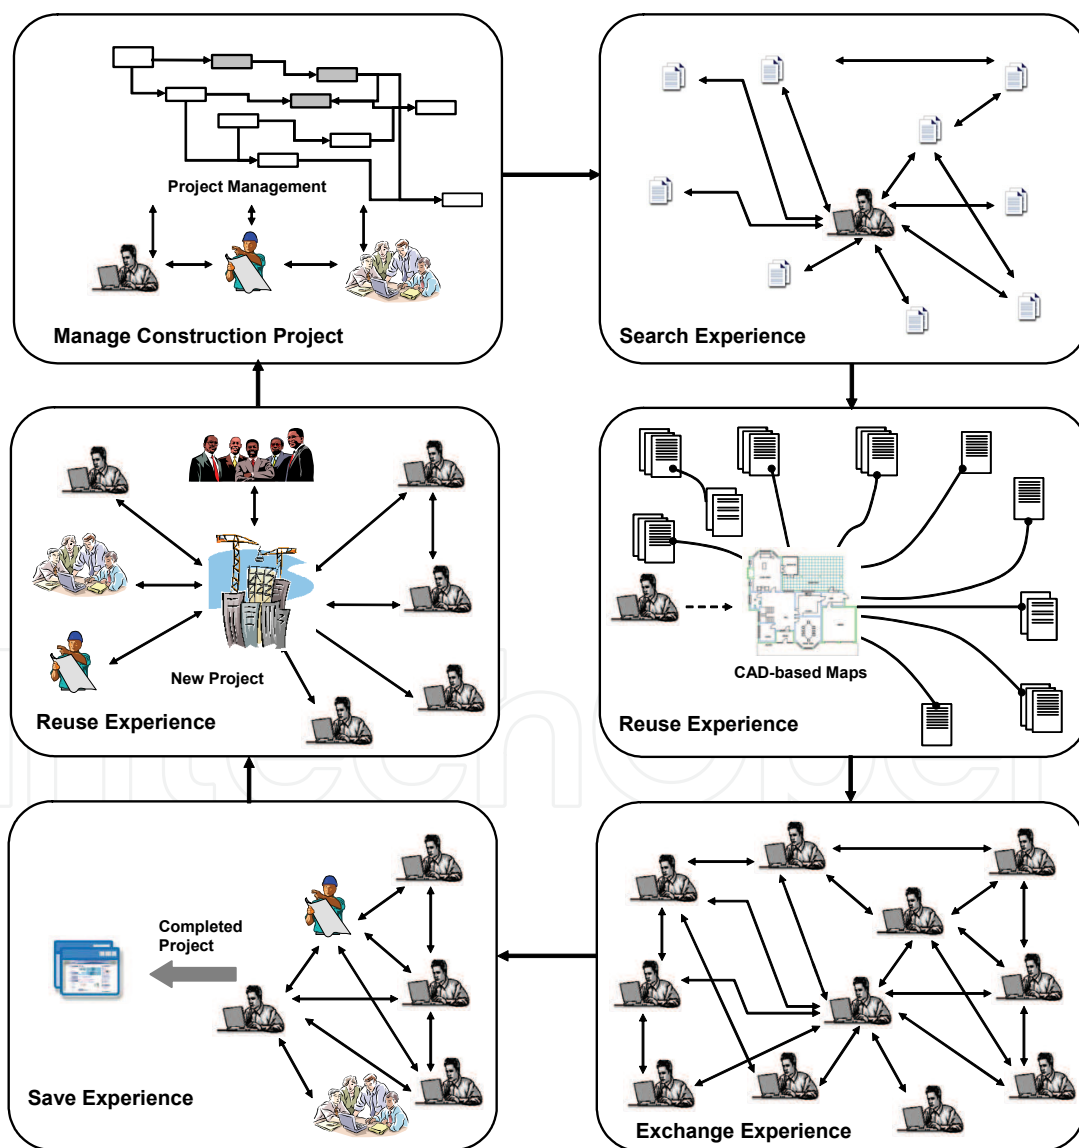 Project Management
Manage Construction Project
Search Experience
New Project
Reuse Experience
CAD-based Maps
Reuse Experience
Completed
Project
Save Experience
Exchange Experience